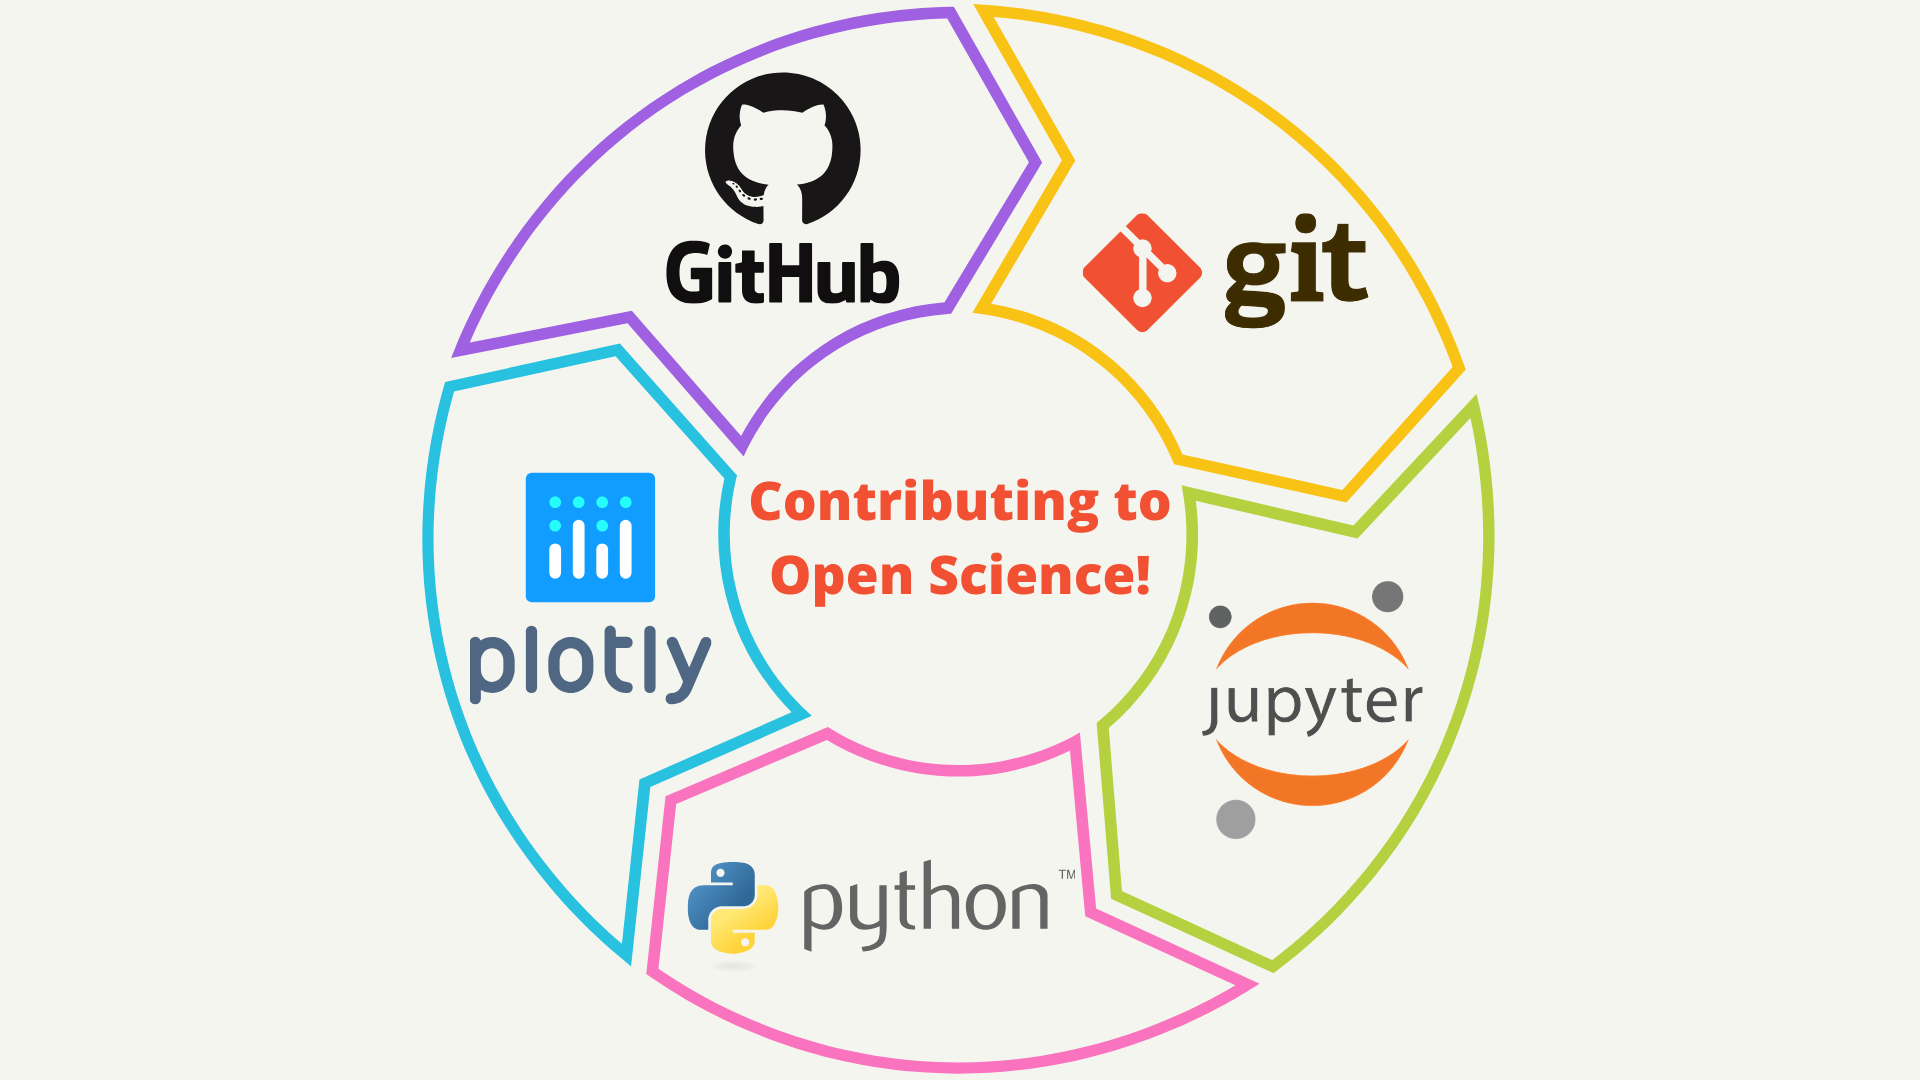 GitHub
git
Contributing to
Open Science!
plotly
jupyter
python™